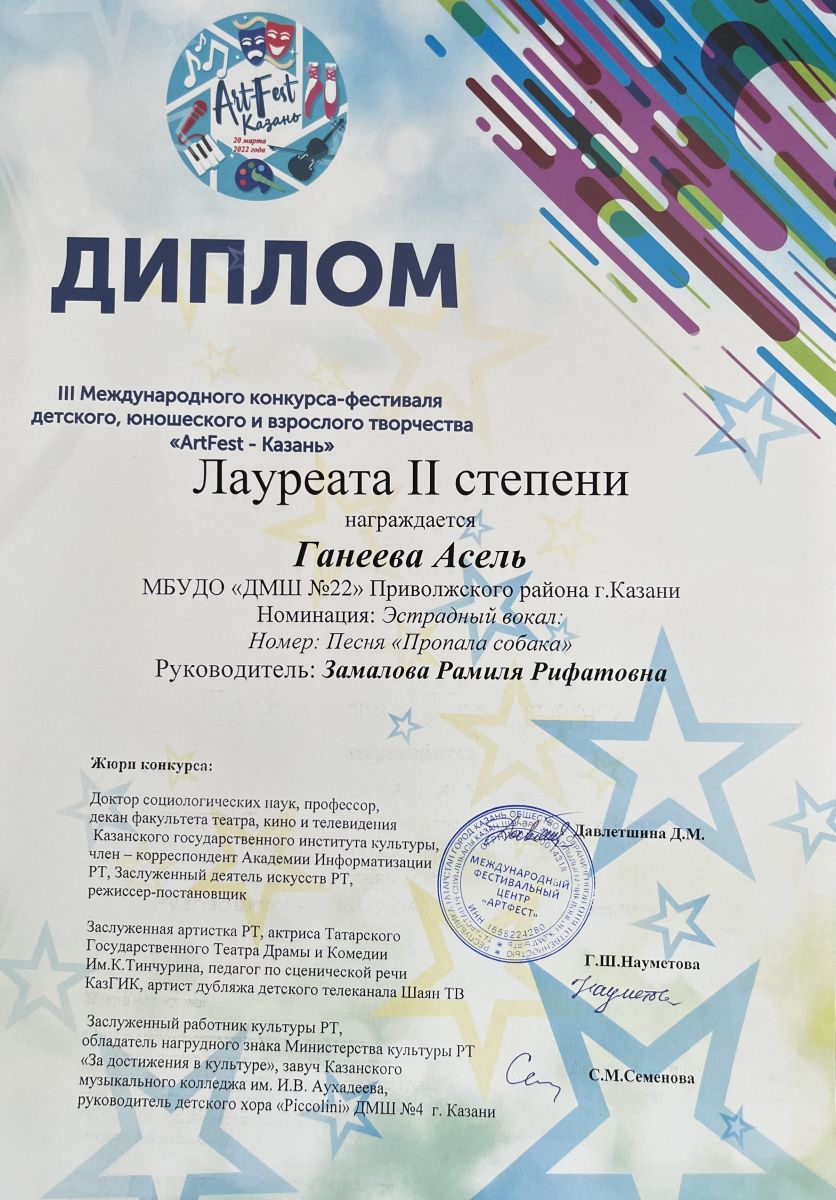 ArtFest
Казань
20 марта
2022 года
ДИПЛОМ
III Международного конкурса-фестиваля
детского, юношеского и взрослого творчества
«ArtFest - Казань»
Лауреата II степени
награждается
Ганеева Асель
МБУДО «ДМШ №22» Приволжского района г.Казани
Номинация: Эстрадный вокал:
Номер: Песня «Пропала собака»
Руководитель: Замалова Рамиля Рифатовна
Жюри конкурса:
Доктор социологических наук, профессор,
декан факультета театра, кино и телевидения
Казанского государственного института культуры,
член – корреспондент Академии Информатизации
РТ, Заслуженный деятель искусств РТ,
режиссер-постановщик
Давлетшина Д.М.
МЕЖДУНАРОДНЫЙ
ФЕСТИВАЛЬНЫЙ
ЦЕНТР
«АРТФЕСТ»
ИНН 1656224280
Заслуженная артистка РТ, актриса Татарского
Государственного Театра Драмы и Комедии
Им.К.Тинчурина, педагог по сценической речи
КазГИК, артист дубляжа детского телеканала Шаян ТВ
Г.Ш.Науметова
Науметова
Заслуженный работник культуры РТ,
обладатель нагрудного знака Министерства культуры РТ
«За достижения в культуре», завуч Казанского
музыкального колледжа им. И.В. Аухадеева,
руководитель детского хора «Piccolini» ДМШ №4 г. Казани
С.М.Семенова